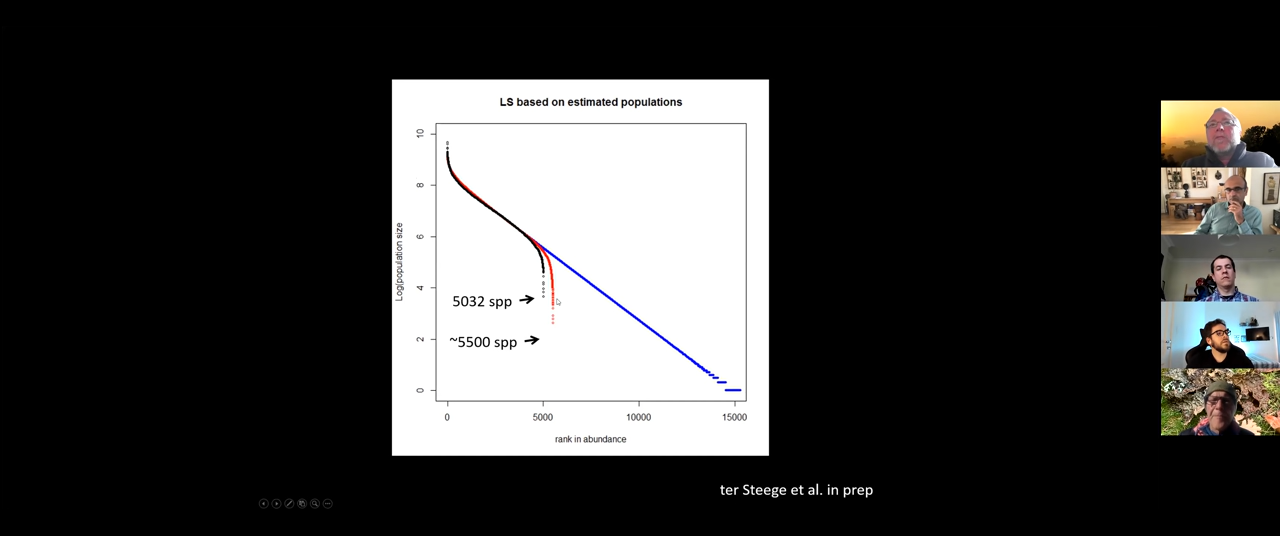 LS based on estimated populations
Log(population size
10
8
6
4
2
0
5032 spp
~5500 spp
0 5000 10000 15000
rank in abundance
ter Steege et al. in prep